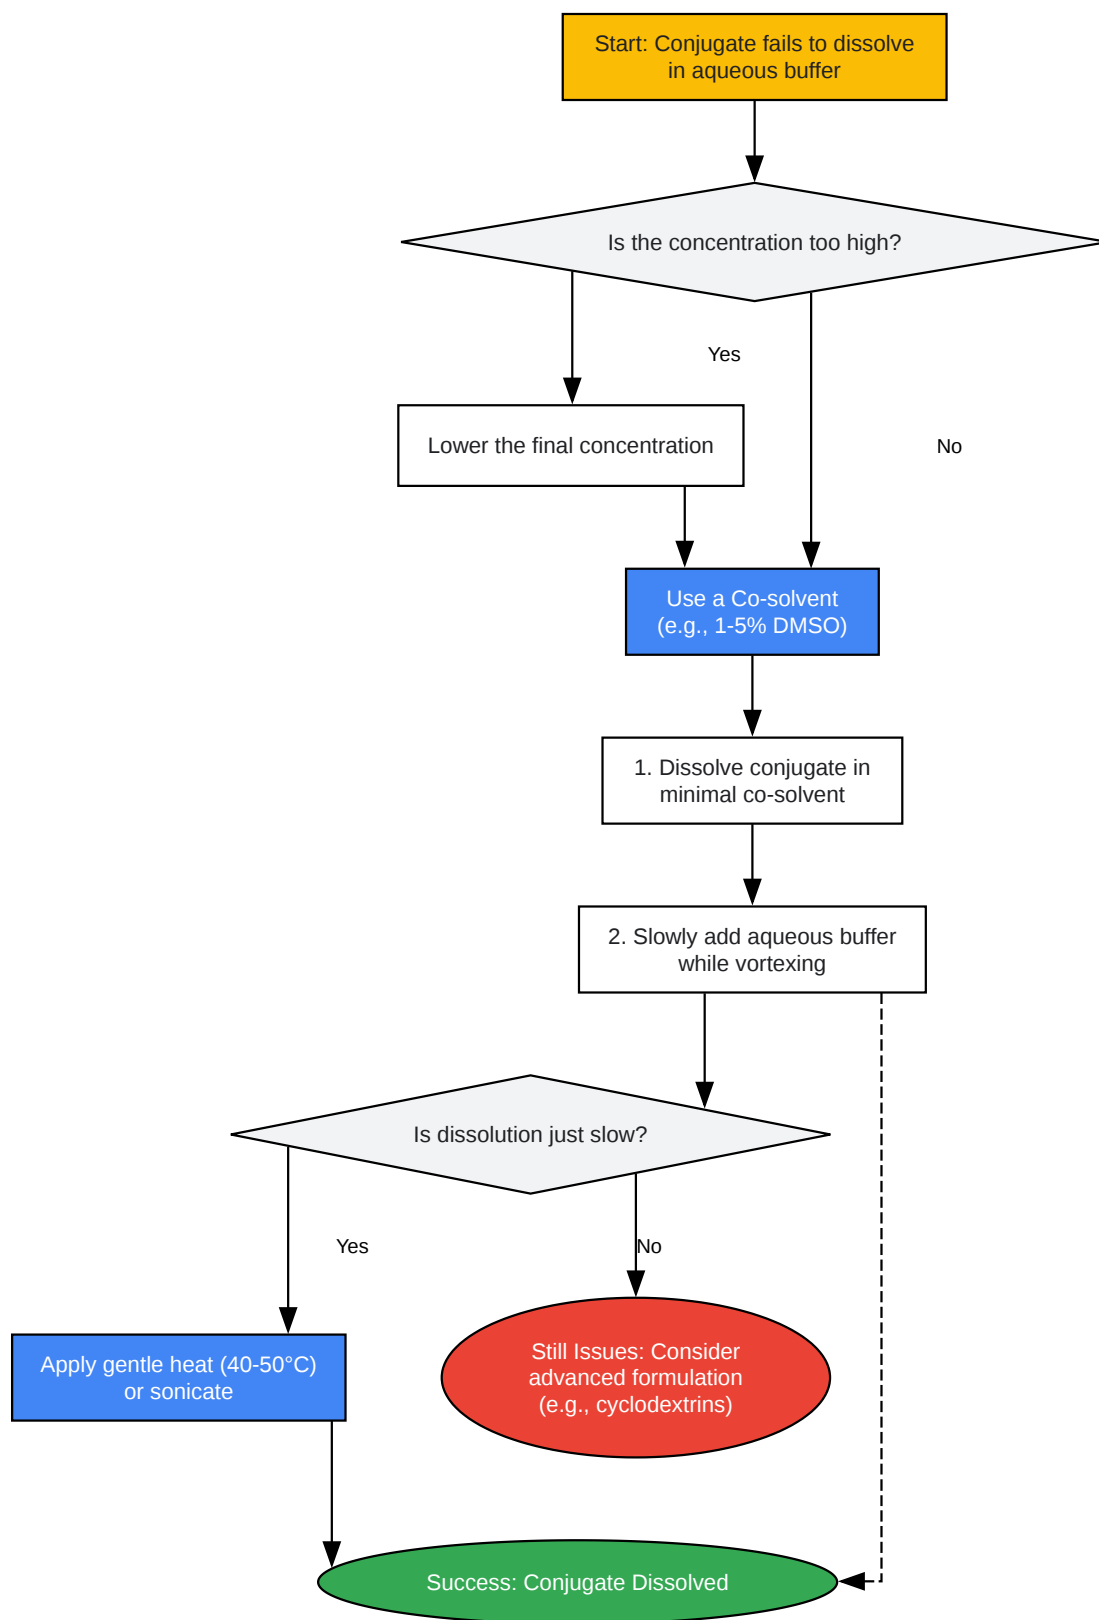 Start: Conjugate fails to dissolve
in aqueous buffer
Is the concentration too high?
Yes
Lower the final concentration
No
Use a Co-solvent
(e.g., 1-5% DMSO)
1. Dissolve conjugate in
minimal co-solvent
2. Slowly add aqueous buffer
while vortexing
Is dissolution just slow?
Yes
No
Apply gentle heat (40-50°C)
or sonicate
Still Issues: Consider
advanced formulation
(e.g., cyclodextrins)
Success: Conjugate Dissolved